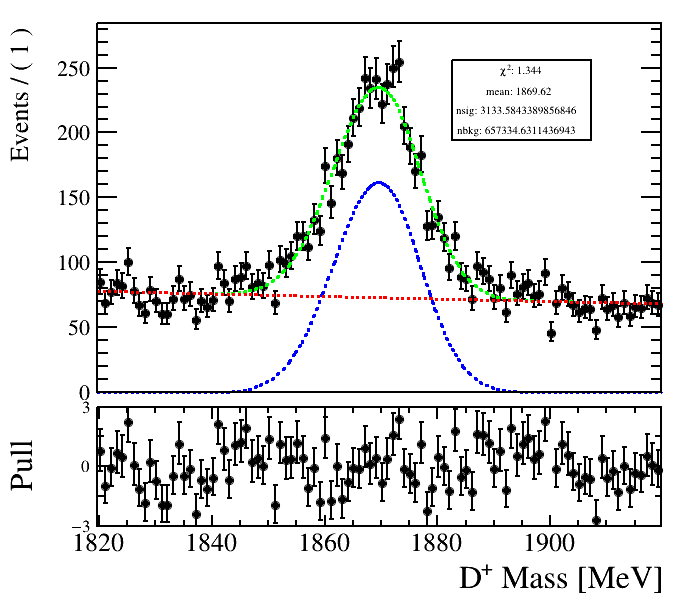 Events / ( 1 )
250
200
150
100
50
0
χ²: 1.344
mean: 1869.62
nsig: 3133.5843389856846
nbkg: 657334.6311436943
Pull
3
0
−3
1820 1840 1860 1880 1900
D⁺ Mass [MeV]